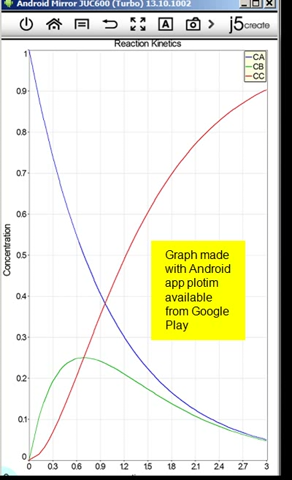 Android Mirror JUC600 (Turbo) 13.10.1002
j5create
Reaction Kinetics
CA
CB
CC
1
0.9
0.8
0.7
0.6
0.5
0.4
0.3
0.2
0.1
0
Concentration
Graph made
with Android
app plotim
available
from Google
Play
0 0.3 0.6 0.9 1.2 1.5 1.8 2.1 2.4 2.7 3